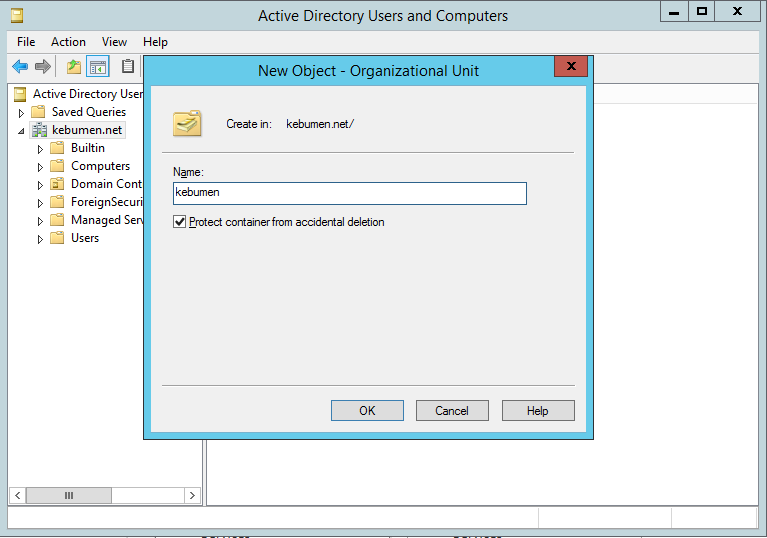 Active Directory Users and Computers
File Action View Help
Active Directory User
Saved Queries
kebumen.net
Builtin
Computers
Domain Cont
ForeignSecuri
Managed Serv
Users
New Object - Organizational Unit
Create in: kebumen.net/
Name:
kebumen
Protect container from accidental deletion
OK Cancel Help